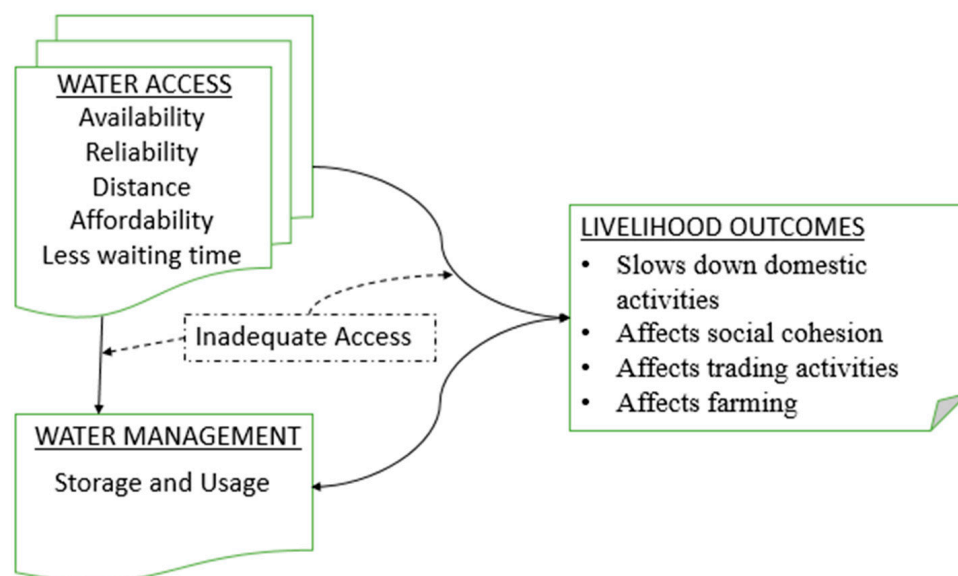 WATER ACCESS
Availability
Reliability
Distance
Affordability
Less waiting time
Inadequate Access
WATER MANAGEMENT
Storage and Usage
LIVELIHOOD OUTCOMES
• Slows down domestic
activities
• Affects social cohesion
• Affects trading activities
• Affects farming